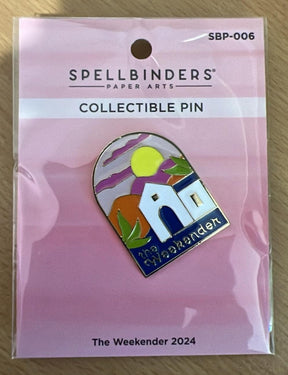 SBP-006
SPELLBINDERS®
PAPER ARTS
COLLECTIBLE PIN
the
Weekender
The Weekender 2024